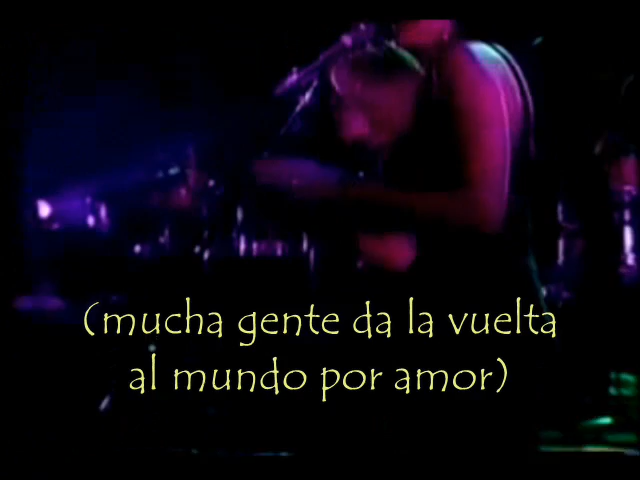 (mucha gente da la vuelta
al mundo por amor)